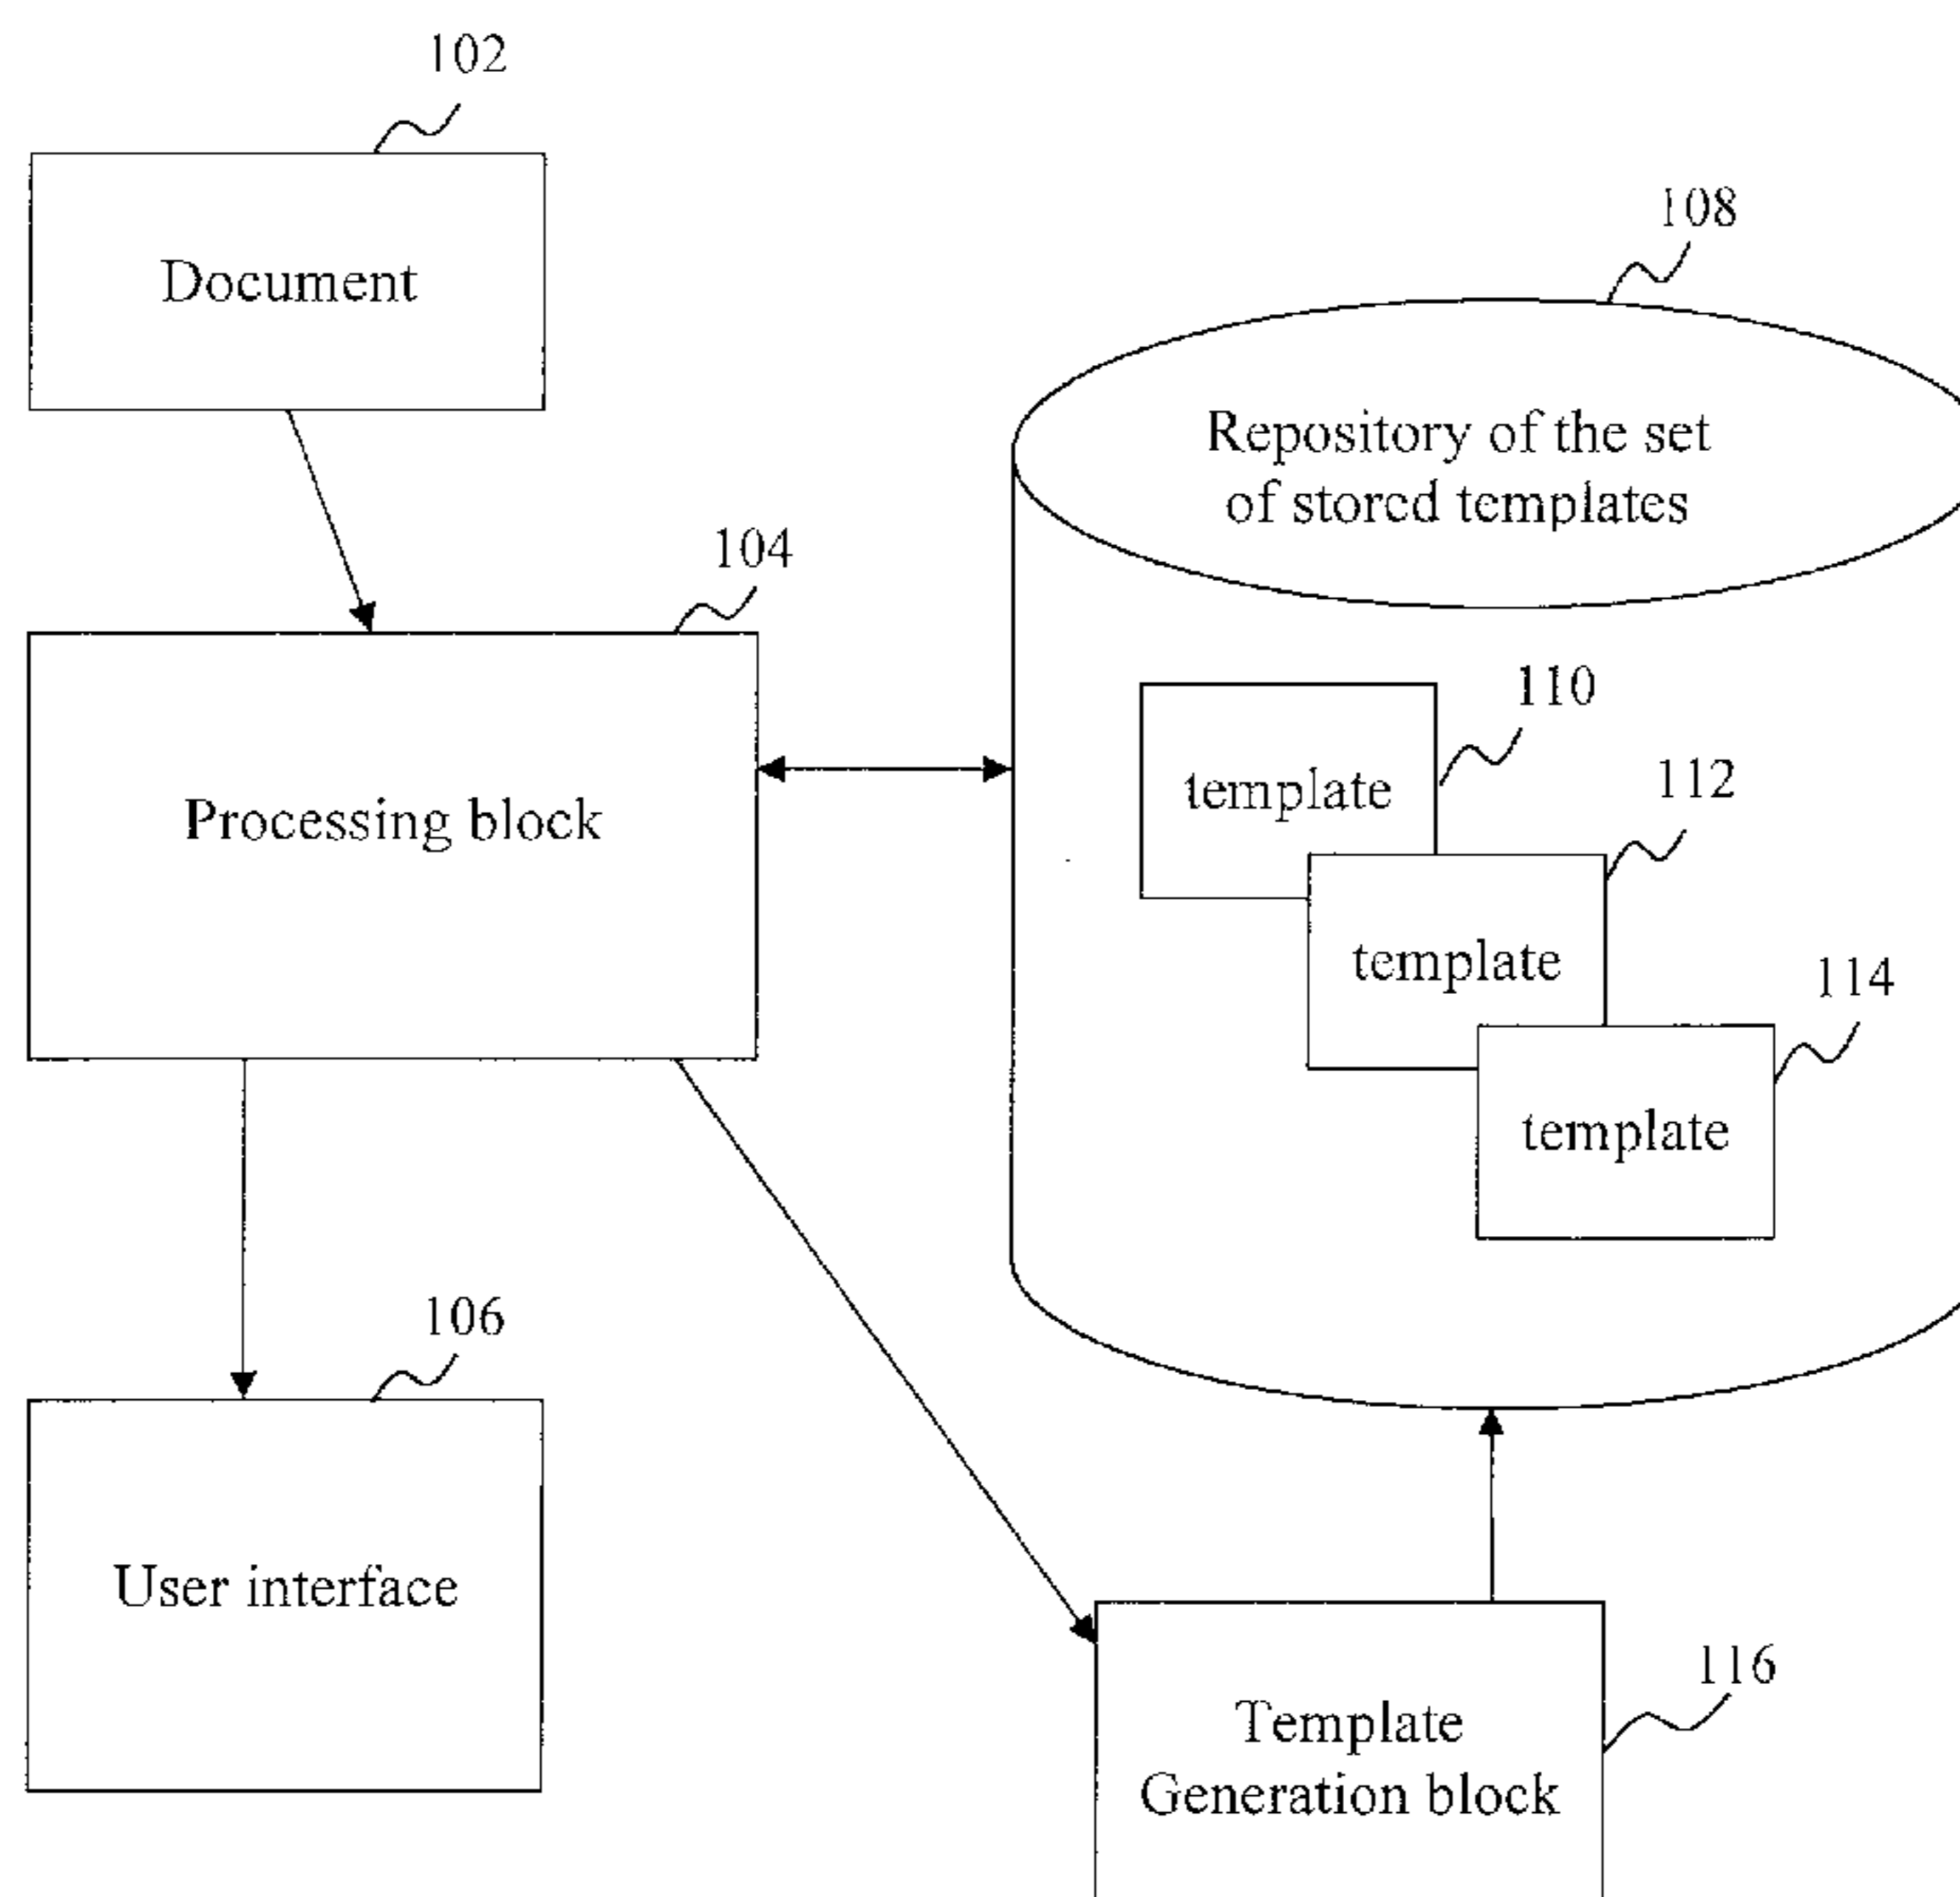 102
Document
108
Repository of the set
of stored templates
104
Processing block
110
template
112
template
114
template
106
User interface
116
Template
Generation block